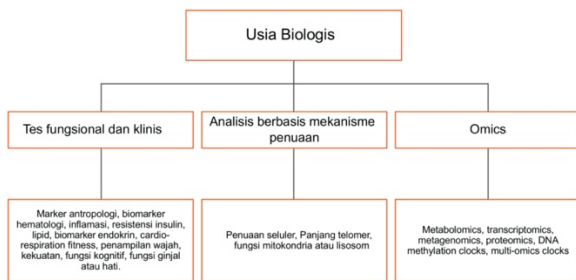 Usia Biologis
Tes fungsional dan klinis
Analisis berbasis mekanisme
penuaan
Omics
Marker antropologi, biomarker
hematologi, inflamasi, resistensi insulin,
lipid, biomarker endokrin, cardio-
respiration fitness, penampilan wajah,
kekuatan, fungsi kognitif, fungsi ginjal
atau hati.
Penuaan seluler, Panjang telomer,
fungsi mitokondria atau lisosom
Metabolomics, transcriptomics,
metagenomics, proteomics, DNA
methylation clocks, multi-omics clocks